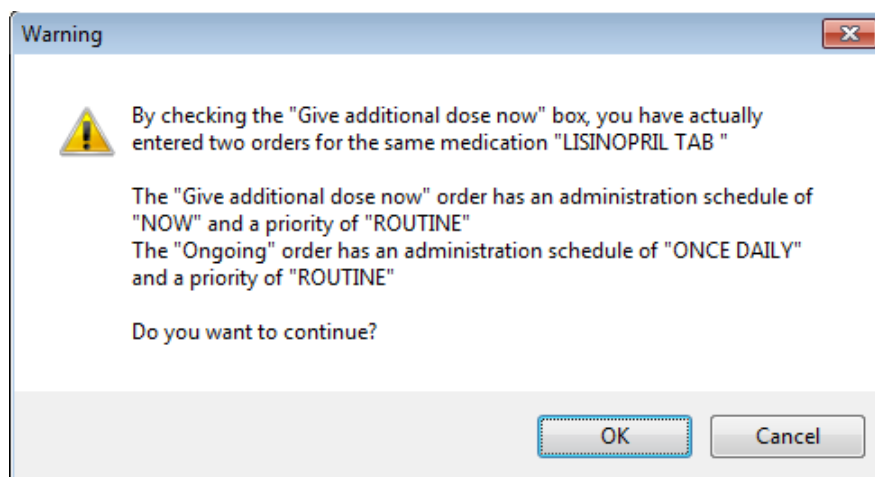 Warning
By checking the "Give additional dose now" box, you have actually
entered two orders for the same medication "LISINOPRIL TAB "
The "Give additional dose now" order has an administration schedule of
"NOW" and a priority of "ROUTINE"
The "Ongoing" order has an administration schedule of "ONCE DAILY"
and a priority of "ROUTINE"
Do you want to continue?
OK
Cancel